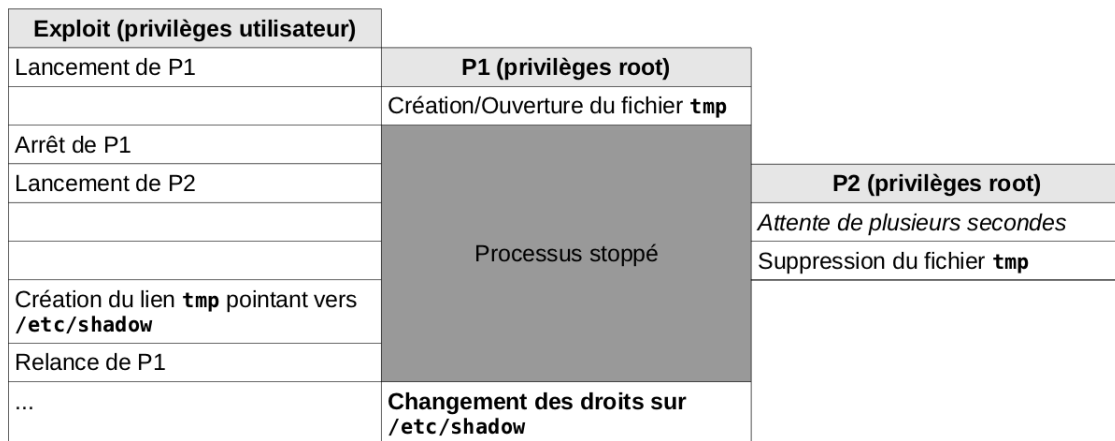 Exploit (privilèges utilisateur)
Lancement de P1
P1 (privilèges root)
Création/Ouverture du fichier tmp
Arrêt de P1
Lancement de P2
P2 (privilèges root)
Attente de plusieurs secondes
Processus stoppé
Suppression du fichier tmp
Création du lien tmp pointant vers
/etc/shadow
Relance de P1
...
Changement des droits sur
/etc/shadow